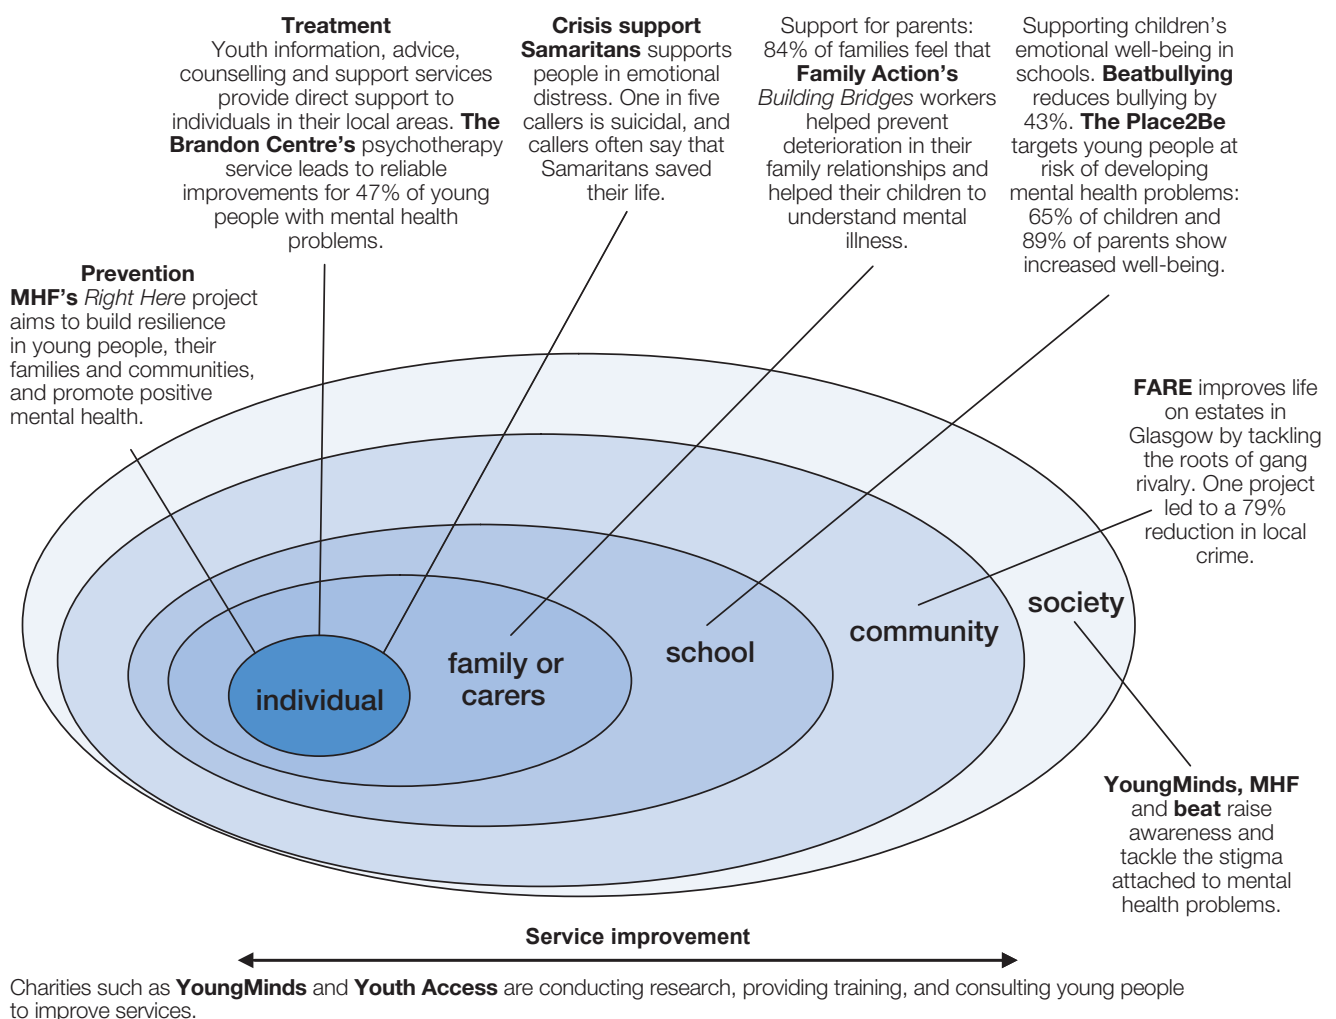 Treatment
Youth information, advice,
counselling and support services
provide direct support to
individuals in their local areas. The
Brandon Centre’s psychotherapy
service leads to reliable
improvements for 47% of young
people with mental health
problems.
Crisis support
Samaritans supports
people in emotional
distress. One in five
callers is suicidal, and
callers often say that
Samaritans saved
their life.
Support for parents:
84% of families feel that
Family Action’s
Building Bridges workers
helped prevent
deterioration in their
family relationships and
helped their children to
understand mental
illness.
Supporting children’s
emotional well-being in
schools. Beatbullying
reduces bullying by
43%. The Place2Be
targets young people at
risk of developing
mental health problems:
65% of children and
89% of parents show
increased well-being.
Prevention
MHF’s Right Here project
aims to build resilience
in young people, their
families and communities,
and promote positive
mental health.
FARE improves life
on estates in
Glasgow by tackling
the roots of gang
rivalry. One project
led to a 79%
reduction in local
crime.
individual
family or
carers
school
community
society
YoungMinds, MHF
and beat raise
awareness and
tackle the stigma
attached to mental
health problems.
Service improvement
Charities such as YoungMinds and Youth Access are conducting research, providing training, and consulting young people
to improve services.